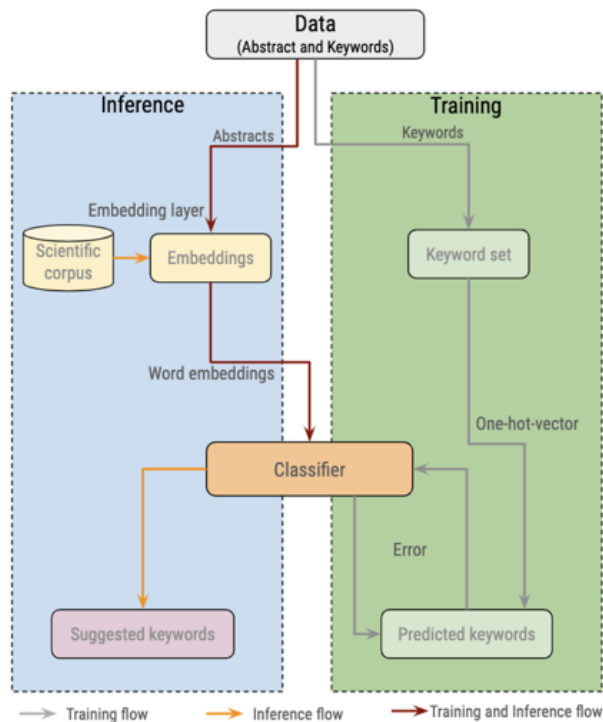 Data
(Abstract and Keywords)
Inference
Training
Abstracts
Keywords
Embedding layer
Scientific
corpus
Embeddings
Keyword set
Word embeddings
One-hot-vector
Classifier
Error
Suggested keywords
Predicted keywords
Training flow
Inference flow
Training and Inference flow